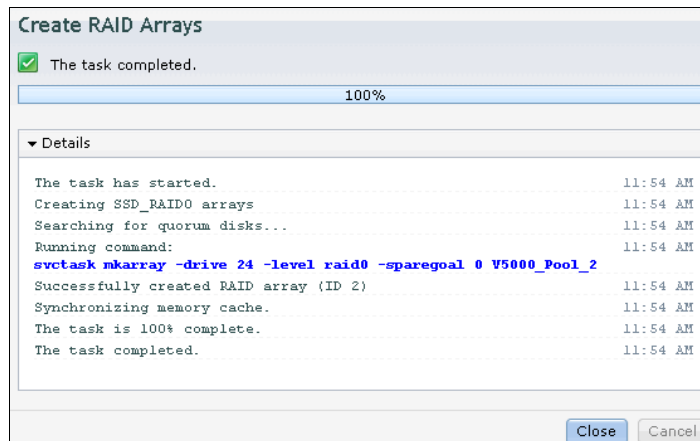 Create RAID Arrays
The task completed.
100%
Details
The task has started. 11:54 AM
Creating SSD_RAID0 arrays 11:54 AM
Searching for quorum disks... 11:54 AM
Running command: 11:54 AM
svctask mkarray -drive 24 -level raid0 -sparegoal 0 V5000_Pool_2
Successfully created RAID array (ID 2) 11:54 AM
Synchronizing memory cache. 11:54 AM
The task is 100% complete. 11:54 AM
The task completed. 11:54 AM
Close Cancel